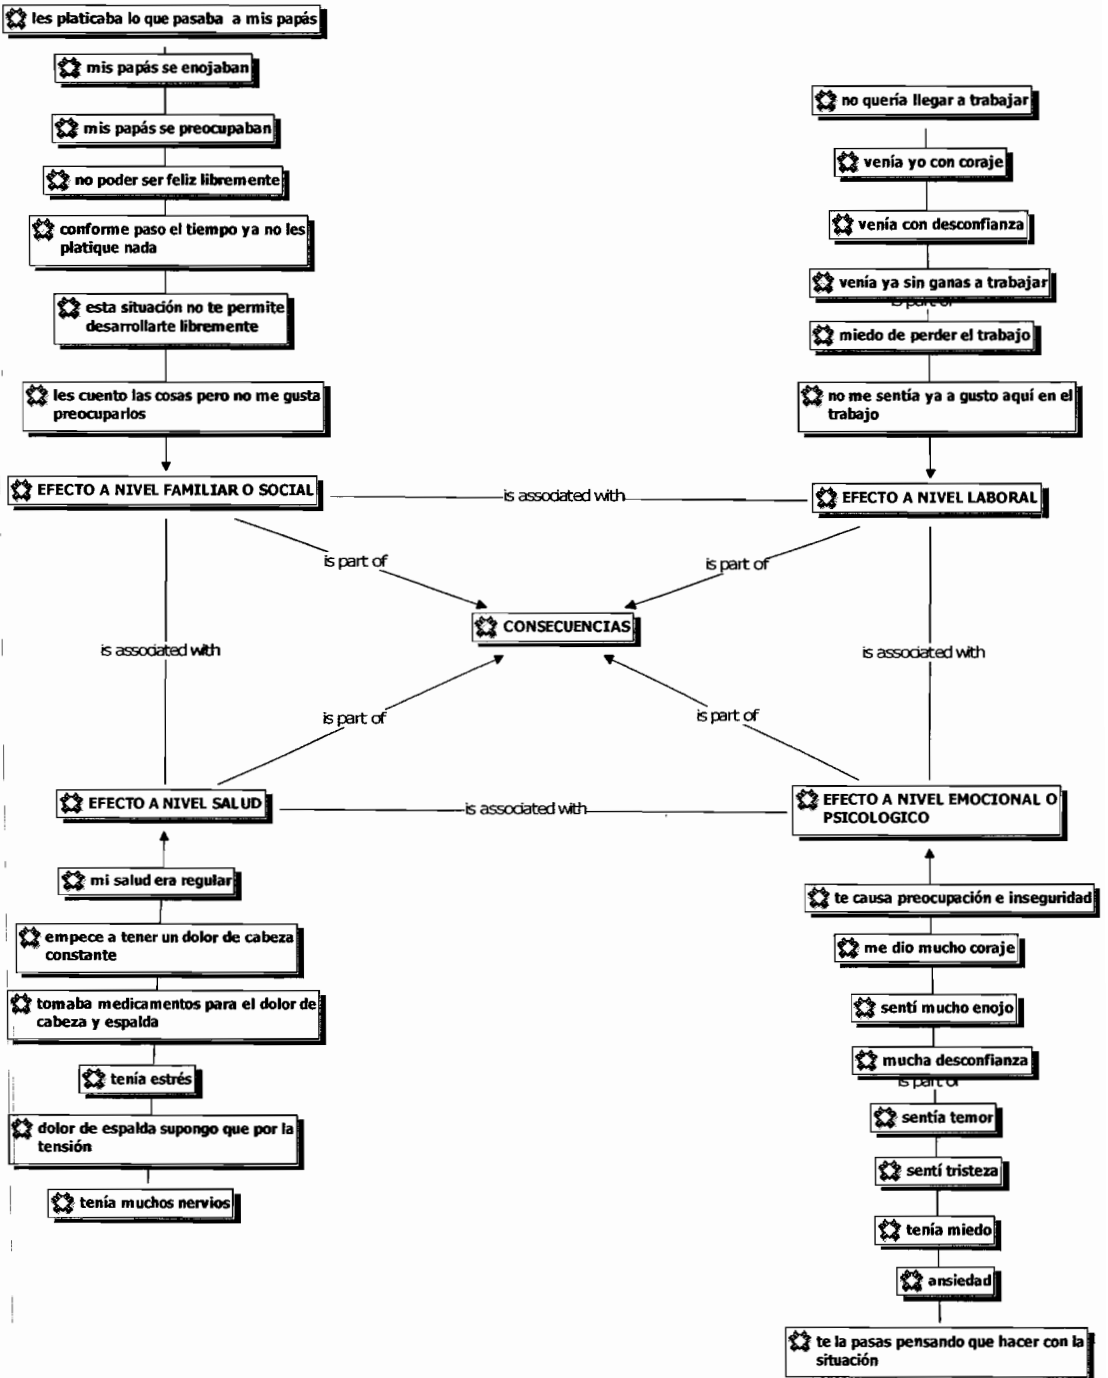 les platicaba lo que pasaba a mis papás
mis papás se enojaban
mis papás se preocupaban
no poder ser feliz libremente
conforme paso el tiempo ya no les
platique nada
esta situación no te permite
desarrollarte libremente
les cuento las cosas pero no me gusta
preocuparlos
EFECTO A NIVEL FAMILIAR O SOCIAL
no quería llegar a trabajar
venía yo con coraje
venía con desconfianza
venía ya sin ganas a trabajar
is part of
miedo de perder el trabajo
no me sentía ya a gusto aquí en el
trabajo
EFECTO A NIVEL LABORAL
is associated with
is part of
is part of
CONSECUENCIAS
is associated with
is associated with
is part of
is part of
EFECTO A NIVEL SALUD
is associated with
EFECTO A NIVEL EMOCIONAL O
PSICOLOGICO
mi salud era regular
empece a tener un dolor de cabeza
constante
tomaba medicamentos para el dolor de
cabeza y espalda
tenía estrés
dolor de espalda supongo que por la
tensión
tenía muchos nervios
te causa preocupación e inseguridad
me dio mucho coraje
sentí mucho enojo
mucha desconfianza
is part of
sentía temor
sentí tristeza
tenía miedo
ansiedad
te la pasas pensando que hacer con la
situación